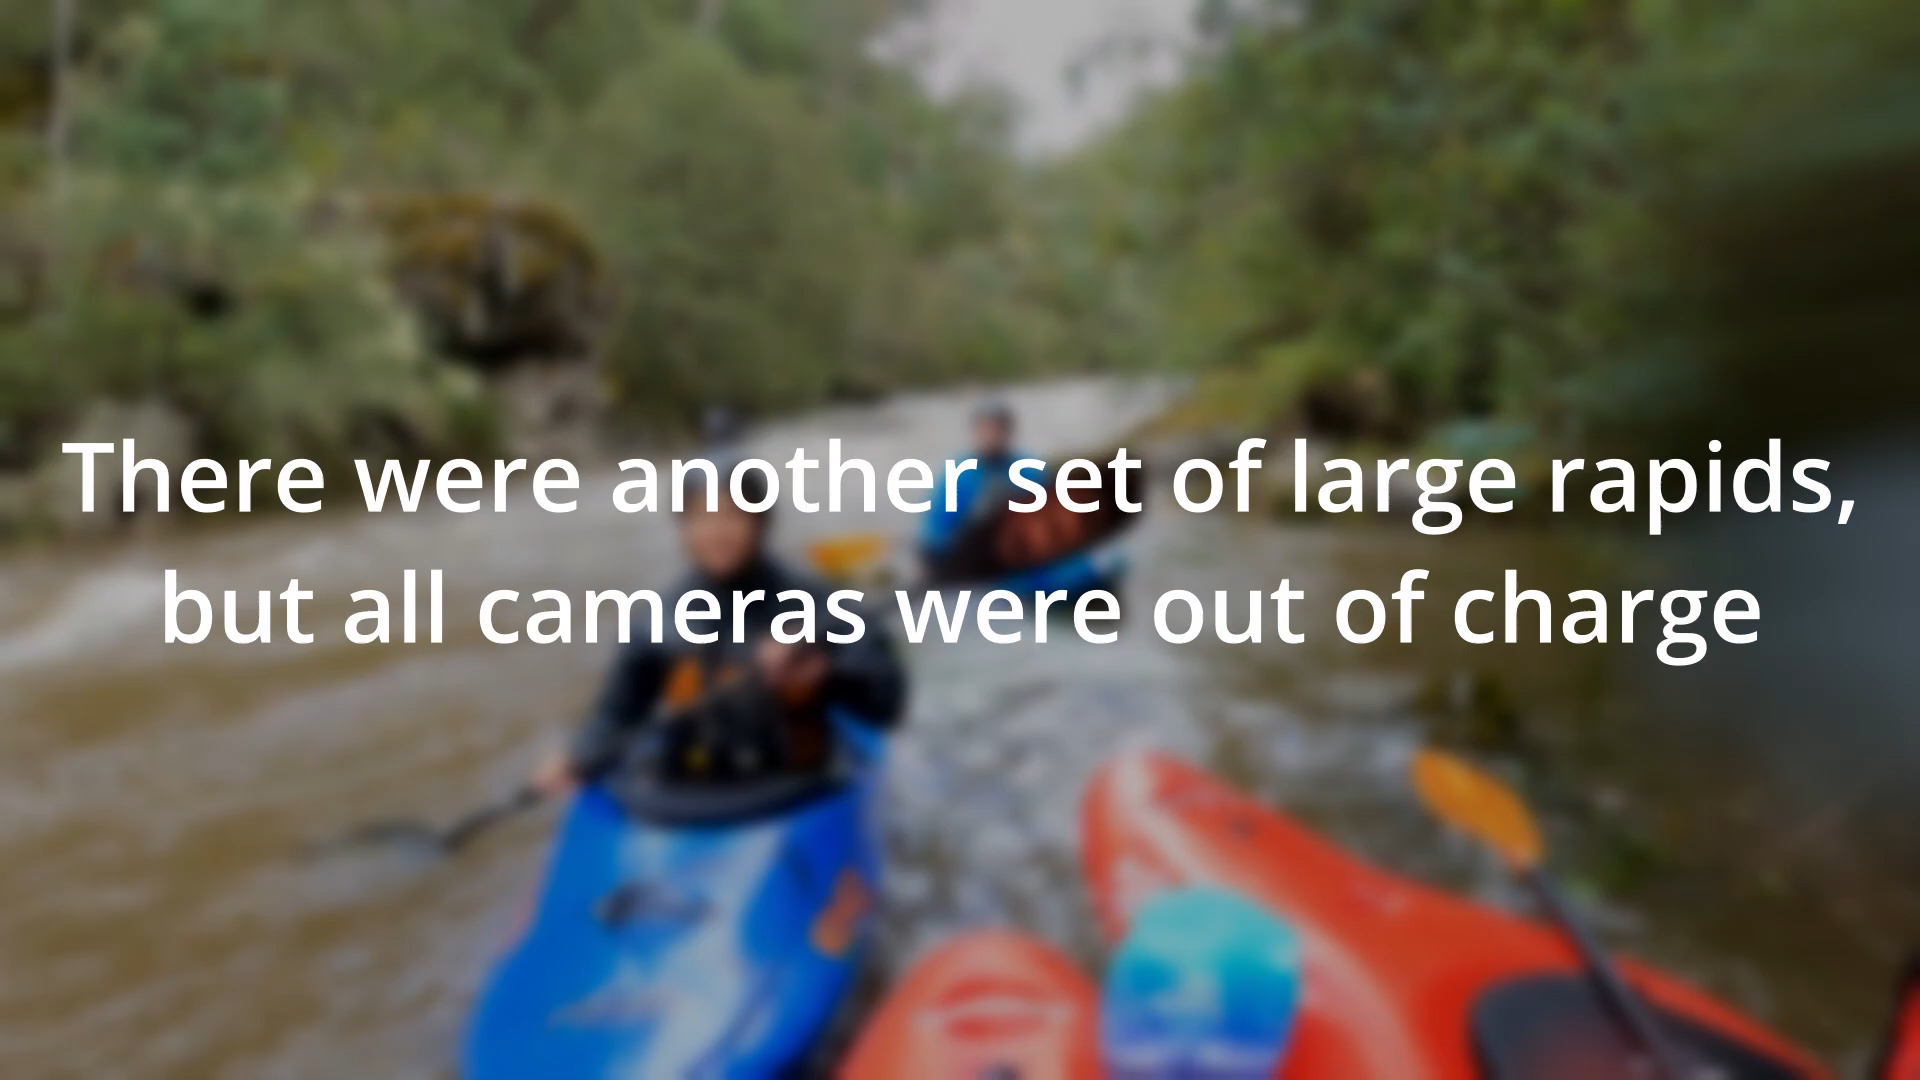 There were another set of large rapids,
but all cameras were out of charge